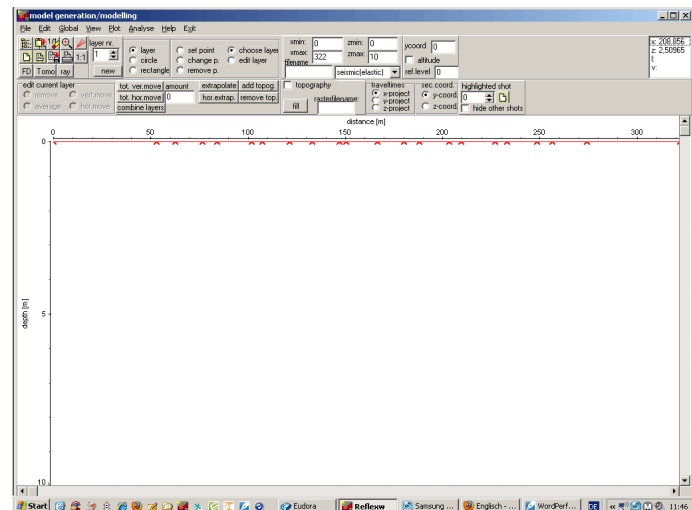 model generation/modelling
File Edit Global View Plot Analyse Help Exit
layer nr.
1
1:1
FD Tomo ray new
layer
circle
rectangle
set point
change p.
remove p.
choose layer
edit layer
xmin: 0 zmin: 0
xmax: 322 zmax: 10
filename
seismic(elastic)
ycoord 0
altitude
ref.level 0
x: 208,856
z: 2,50965
I:
v:
edit current layer
remove vert.move
average hor.move
tot. ver.move amount
tot. hor.move 0
combine layers
extrapolate add topog.
hor.extrap. remove top.
topography
fill rasterfilename:
traveltimes
x-project
y-project
z-project
sec.coord.
y-coord.
z-coord.
highlighted shot
0
hide other shots
distance [m]
0 50 100 150 200 250 300
0
5
10
depth [m]
Start Eudora Reflexw Samsung ... Englisch - ... WordPerf... DE « 11:46